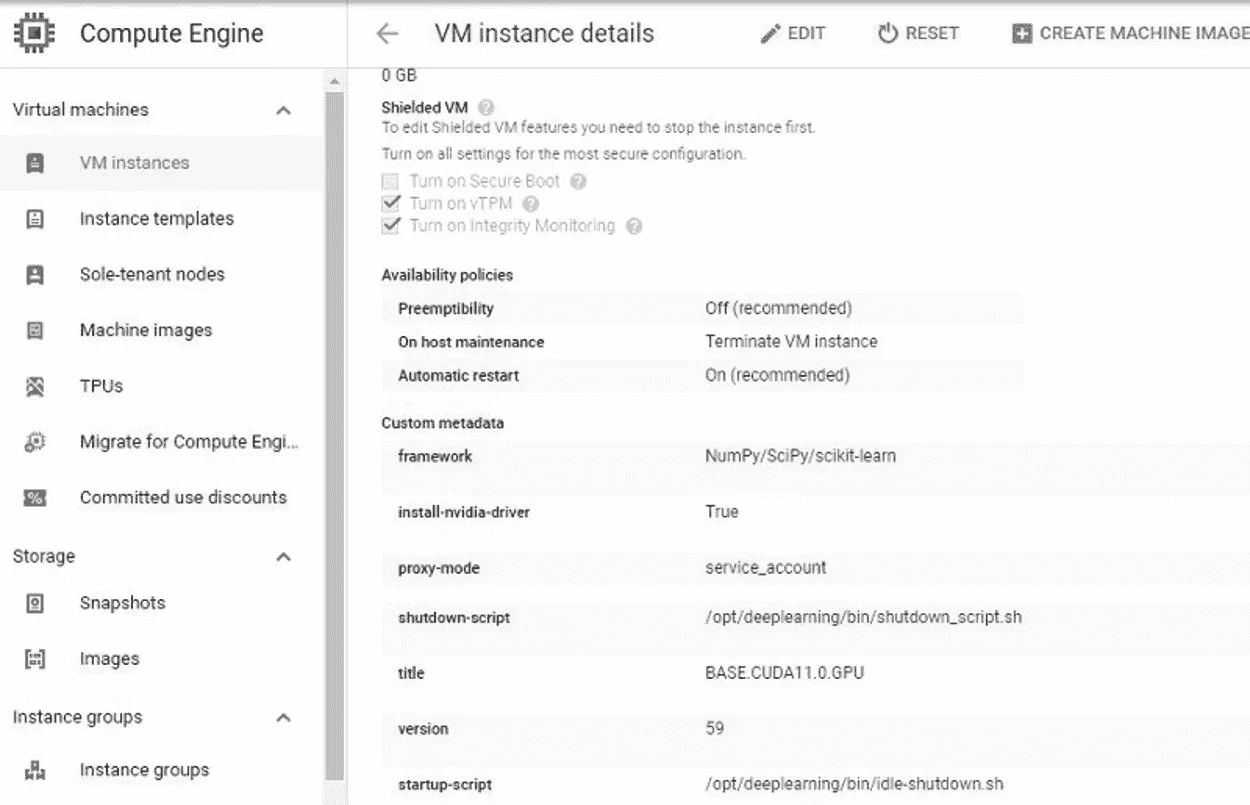 Compute Engine
VM instance details
EDIT
RESET
CREATE MACHINE IMAGE
Virtual machines
VM instances
Instance templates
Sole-tenant nodes
Machine images
TPUs
Migrate for Compute Engi...
Committed use discounts
Storage
Snapshots
Images
Instance groups
Instance groups
0 GB
Shielded VM
To edit Shielded VM features you need to stop the instance first.
Turn on all settings for the most secure configuration.
Turn on Secure Boot
Turn on vTPM
Turn on Integrity Monitoring
Availability policies
Preemptibility Off (recommended)
On host maintenance Terminate VM instance
Automatic restart On (recommended)
Custom metadata
framework NumPy/SciPy/scikit-learn
install-nvidia-driver True
proxy-mode service_account
shutdown-script /opt/deeplearning/bin/shutdown_script.sh
title BASE.CUDA11.0.GPU
version 59
startup-script /opt/deeplearning/bin/idle-shutdown.sh